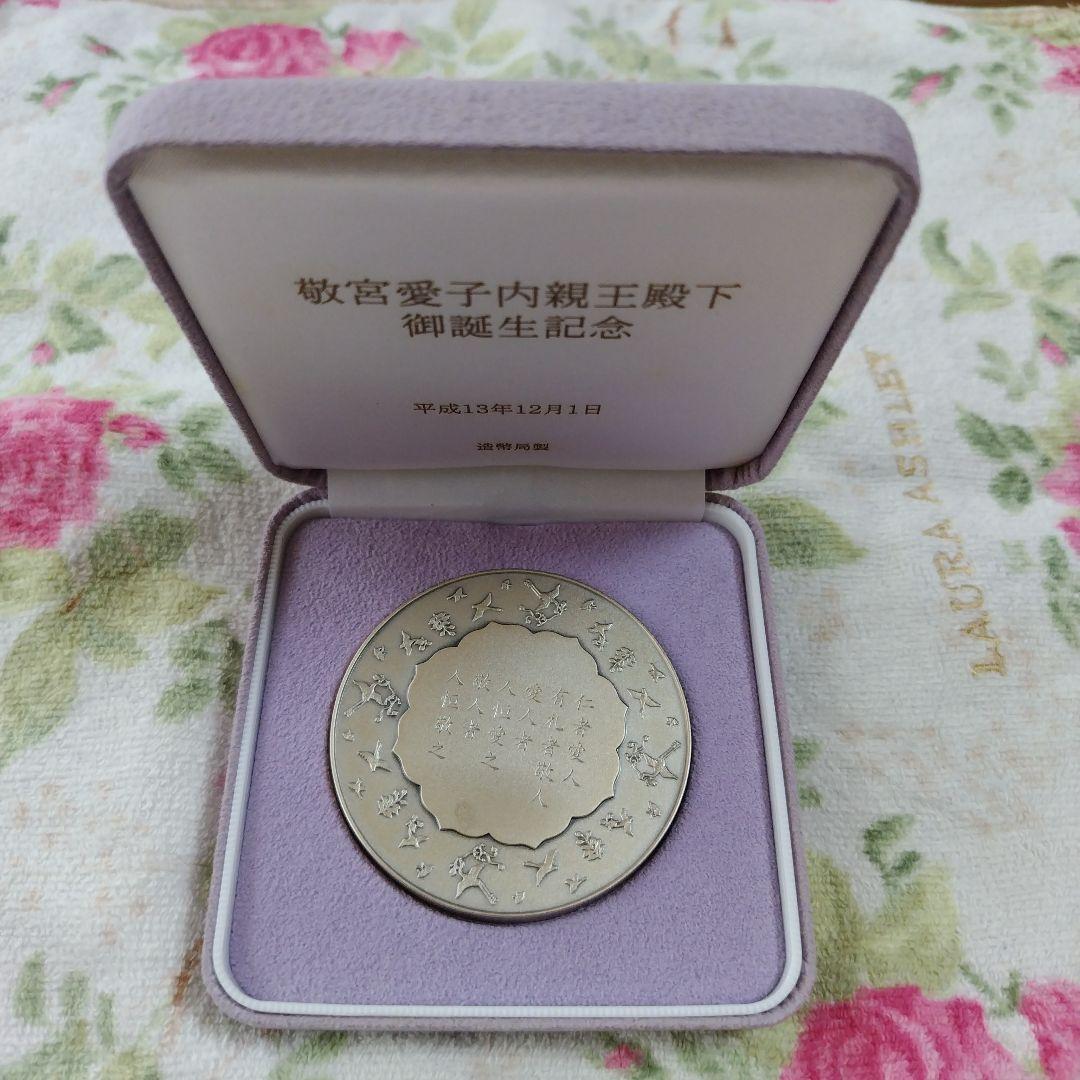 敬宮愛子内親王殿下
御誕生記念
平成13年12月1日
造幣局製
仁者愛人
有礼者敬人
愛人者
人恒愛之
敬人者
人恒敬之
LAURA ASHLEY